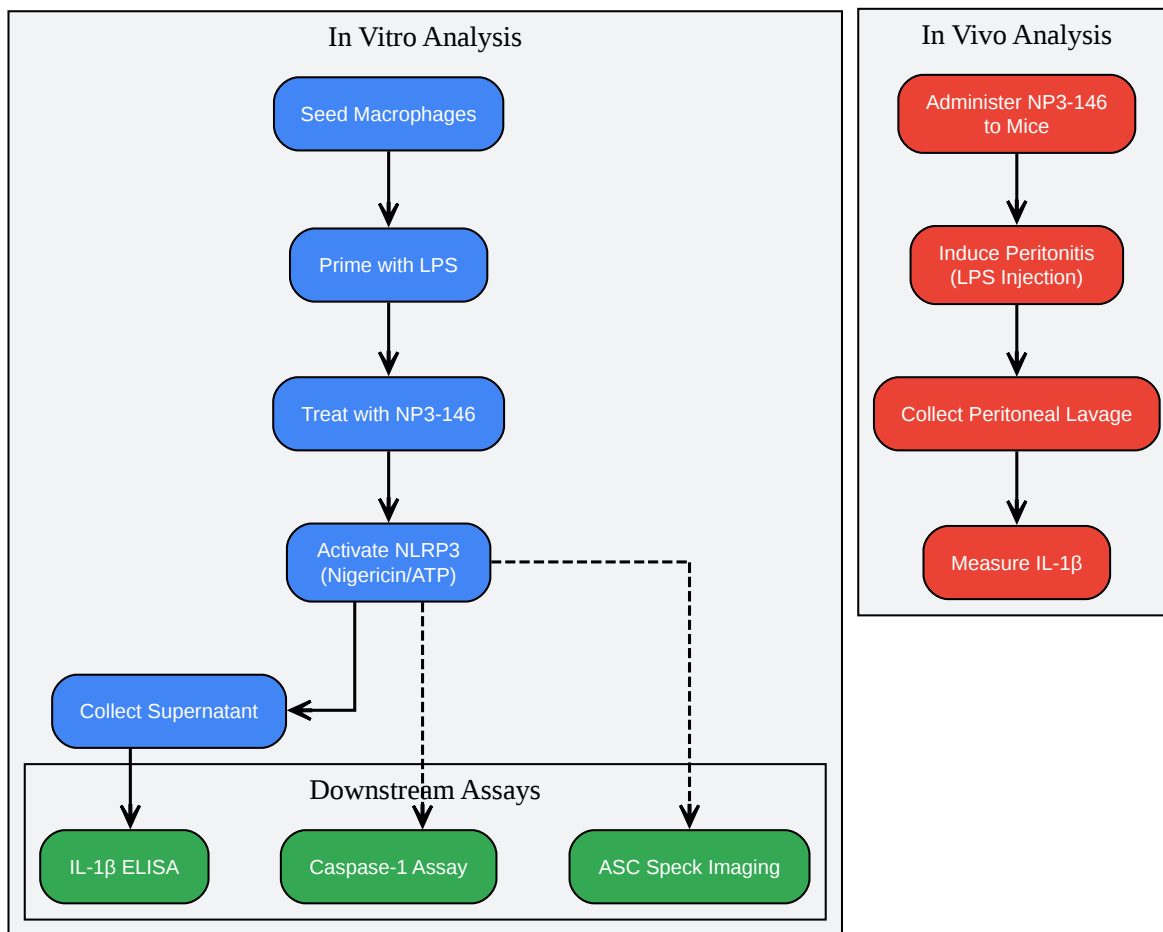 In Vitro Analysis
Seed Macrophages
Prime with LPS
Treat with NP3-146
Activate NLRP3
(Nigericin/ATP)
Collect Supernatant
Downstream Assays
IL-1β ELISA
Caspase-1 Assay
ASC Speck Imaging
In Vivo Analysis
Administer NP3-146
to Mice
Induce Peritonitis
(LPS Injection)
Collect Peritoneal Lavage
Measure IL-1β